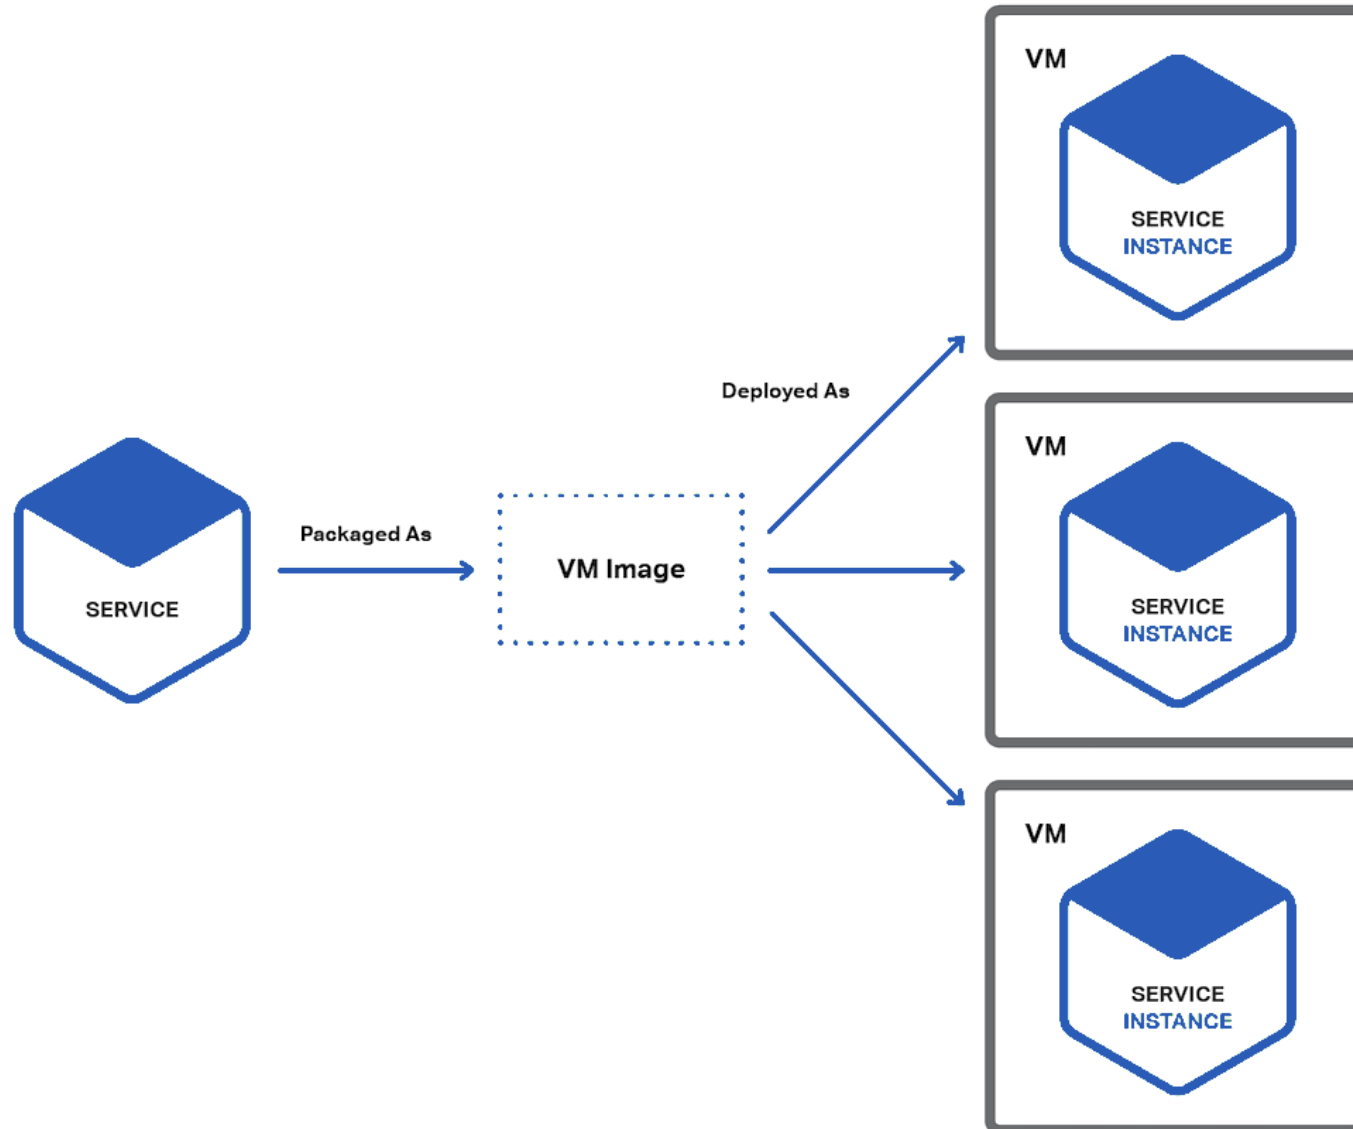 SERVICE
Packaged As
VM Image
Deployed As
VM
SERVICE
INSTANCE
VM
SERVICE
INSTANCE
VM
SERVICE
INSTANCE